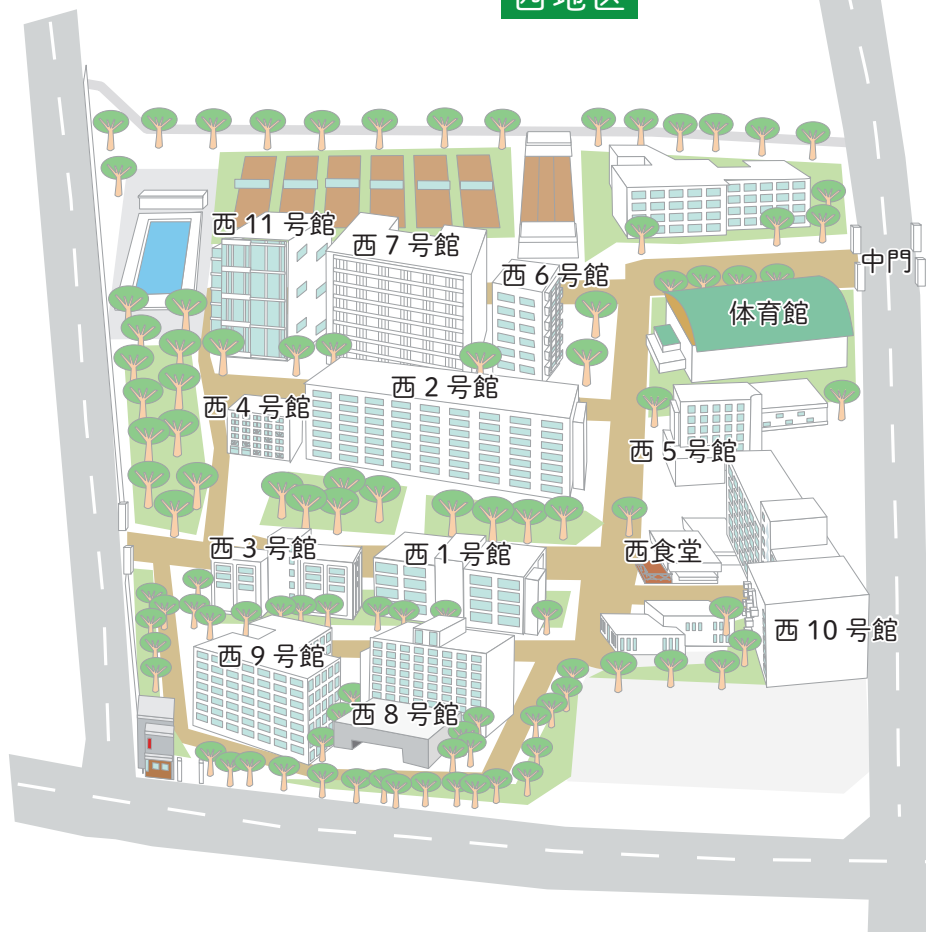 西地区
西 11 号館
西 7 号館
西 6 号館
中門
体育館
西 2 号館
西 4 号館
西 5 号館
西 3 号館
西 1 号館
西食堂
西 10 号館
西 9 号館
西 8 号館